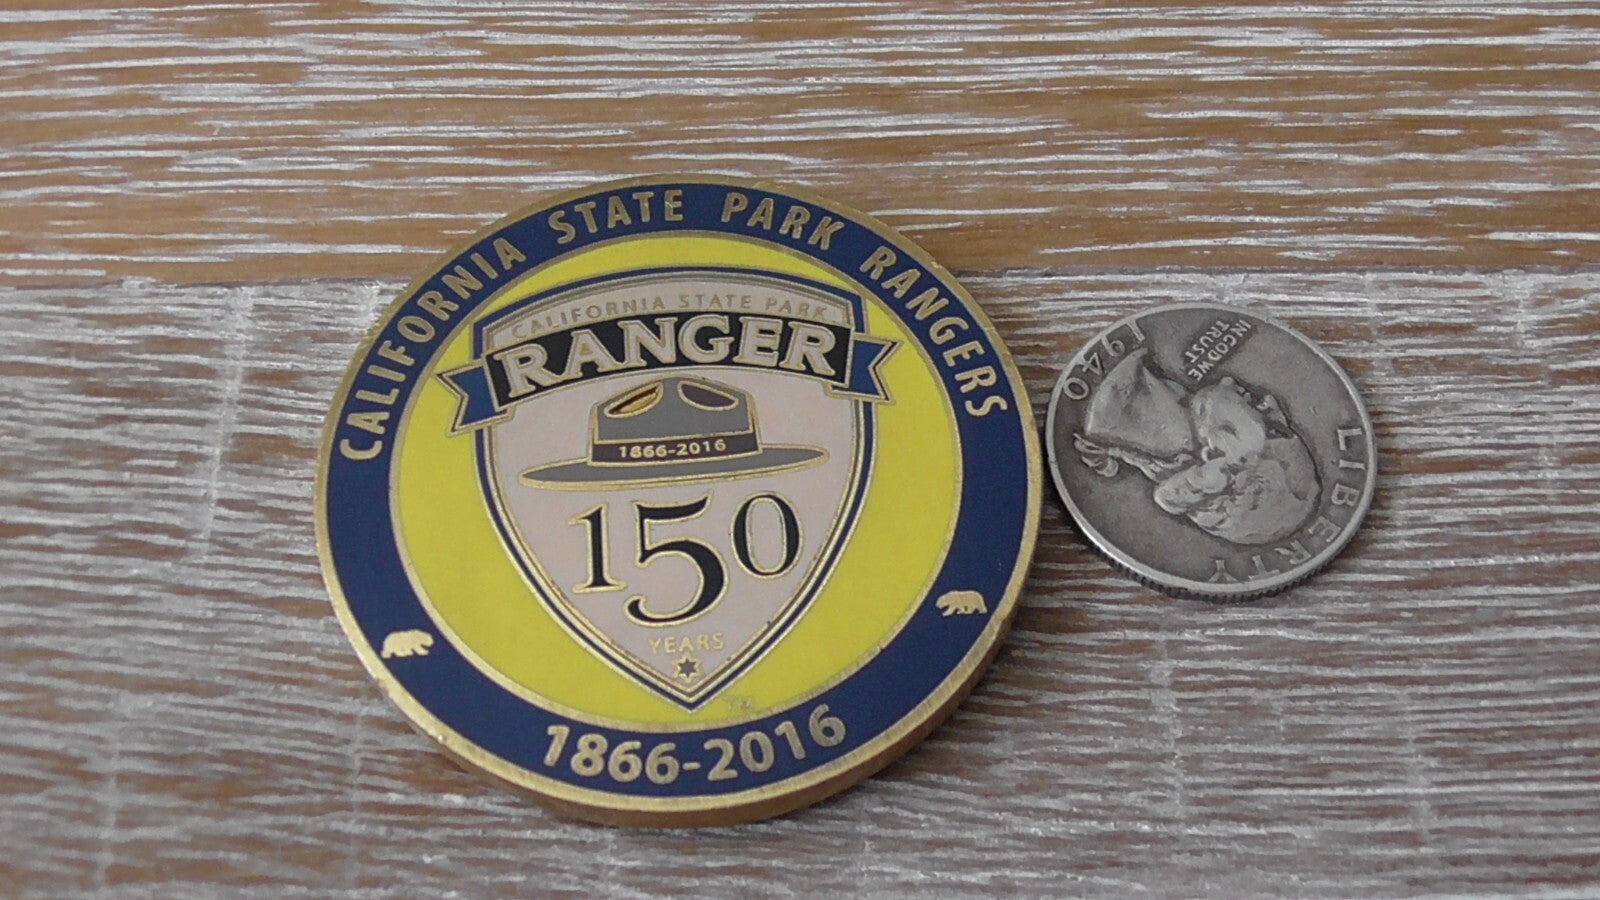 CALIFORNIA STATE PARK RANGERS
CALIFORNIA STATE PARK
RANGER
1866-2016
150
YEARS
TM
1866-2016
LIBERTY
IN GOD WE
TRUST
1940